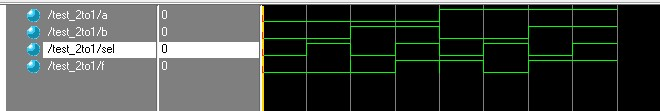 /test_2to1/a 0
/test_2to1/b 0
/test_2to1/sel 0
/test_2to1/f 0